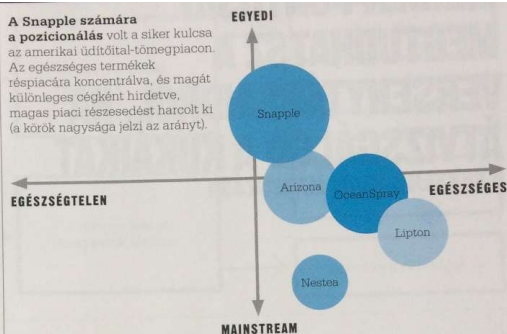 A Snapple számára
a pozicionálás volt a siker kulcsa
az amerikai üdítőital-tömegpiacon.
Az egészséges termékek
réspiacára koncentrálva, és magát
különleges cégként hirdetve,
magas piaci részesedést harcolt ki
(a körök nagysága jelzi az arányt).
EGYEDI
Snapple
Arizona
OceanSpray
EGÉSZSÉGTELEN
EGÉSZSÉGES
Lipton
Nestea
MAINSTREAM